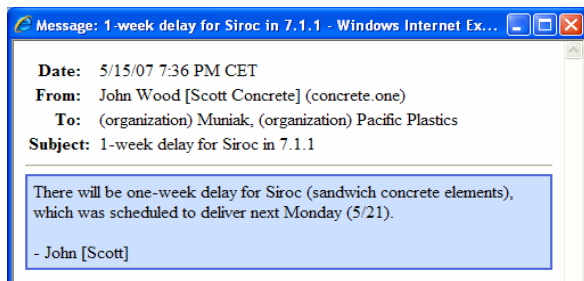 Message: 1-week delay for Siroc in 7.1.1 - Windows Internet Ex...
Date: 5/15/07 7:36 PM CET
From: John Wood [Scott Concrete] (concrete.one)
To: (organization) Muniak, (organization) Pacific Plastics
Subject: 1-week delay for Siroc in 7.1.1
There will be one-week delay for Siroc (sandwich concrete elements),
which was scheduled to deliver next Monday (5/21).
- John [Scott]